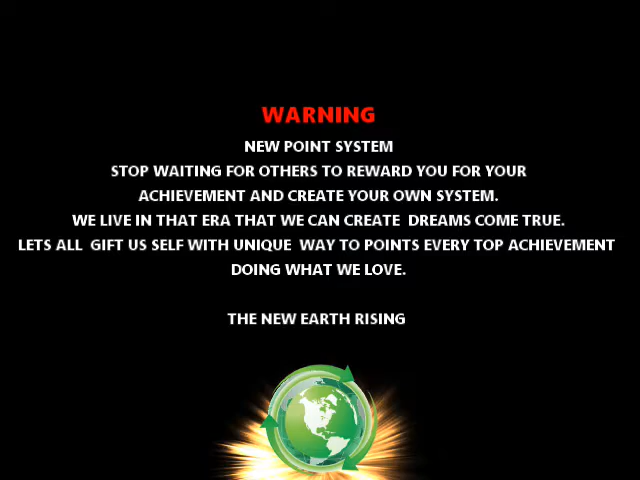 WARNING
NEW POINT SYSTEM
STOP WAITING FOR OTHERS TO REWARD YOU FOR YOUR
ACHIEVEMENT AND CREATE YOUR OWN SYSTEM.
WE LIVE IN THAT ERA THAT WE CAN CREATE DREAMS COME TRUE.
LETS ALL GIFT US SELF WITH UNIQUE WAY TO POINTS EVERY TOP ACHIEVEMENT
DOING WHAT WE LOVE.
THE NEW EARTH RISING